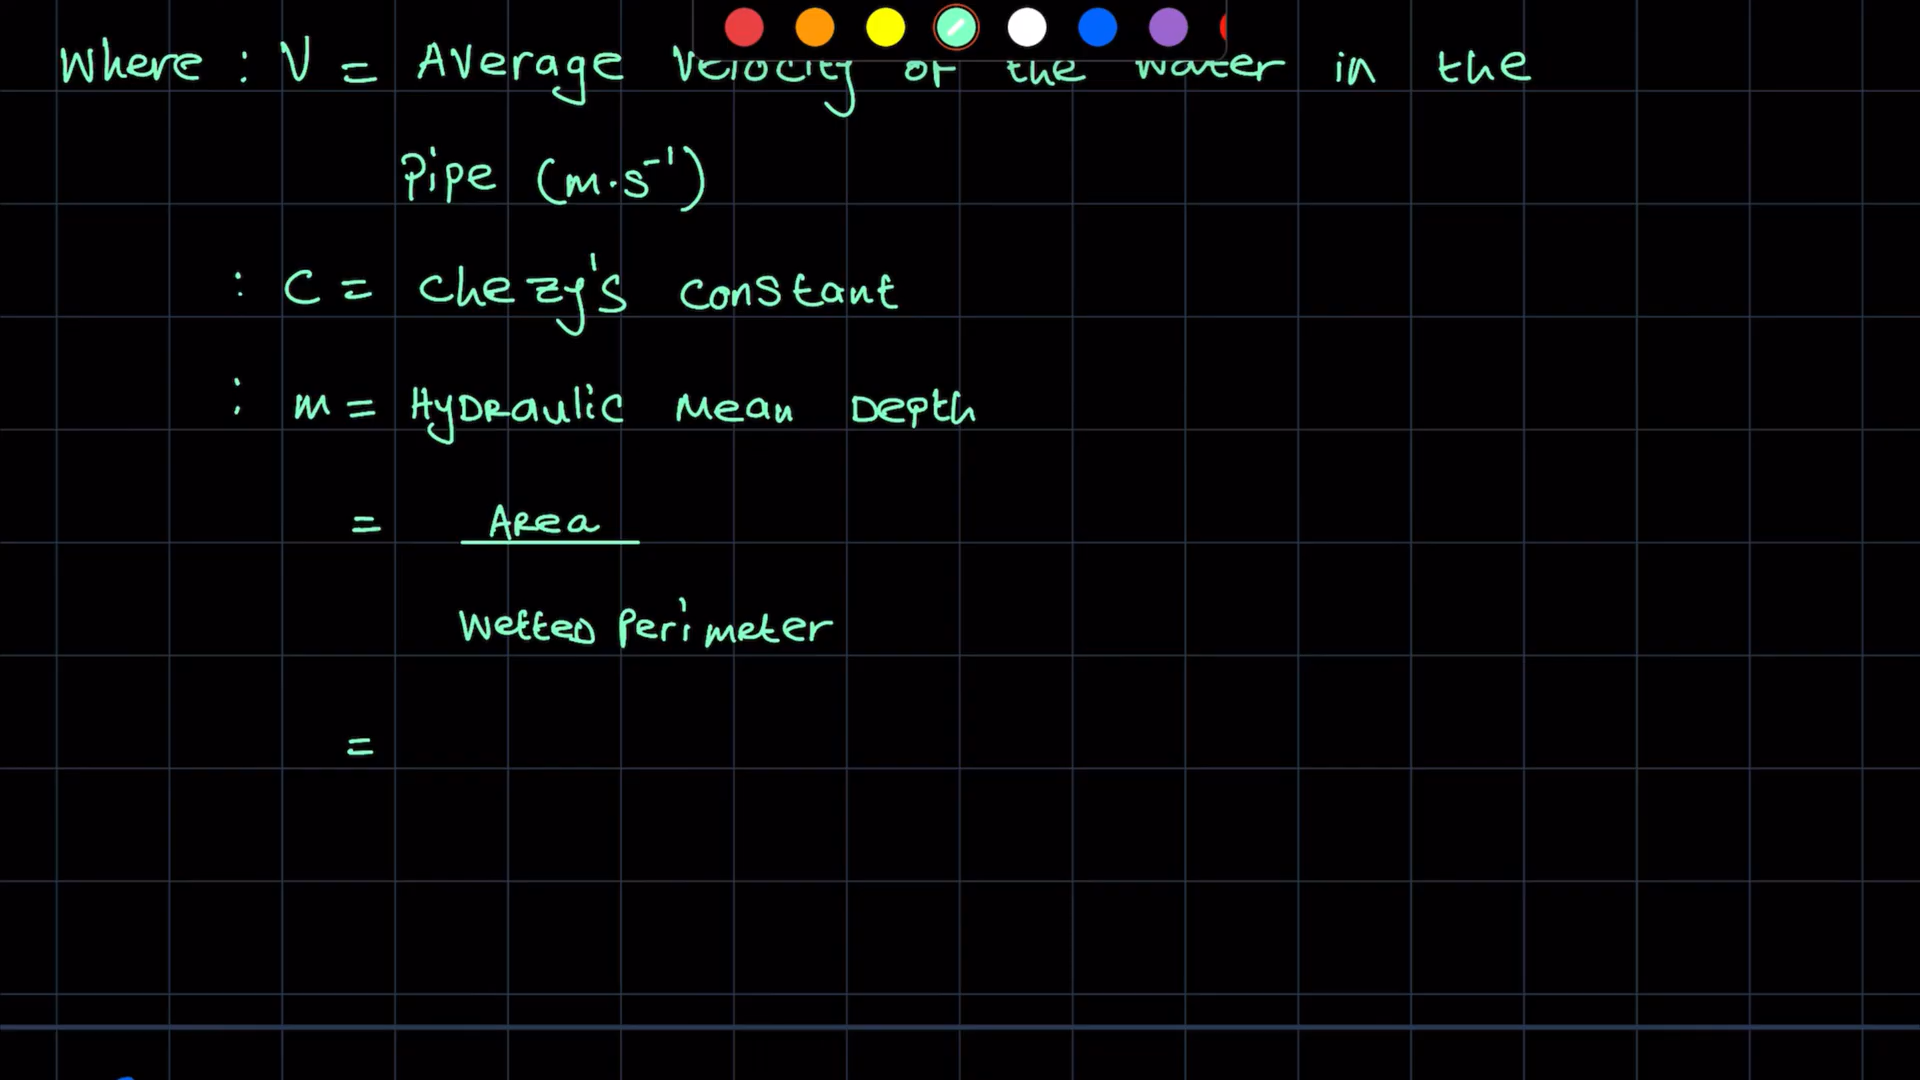 Where : V = Average Velocity of the water in the
Pipe (m.s⁻¹)
: C = Chezy's constant
: m = Hydraulic Mean Depth
= Area
Wetted Perimeter
=